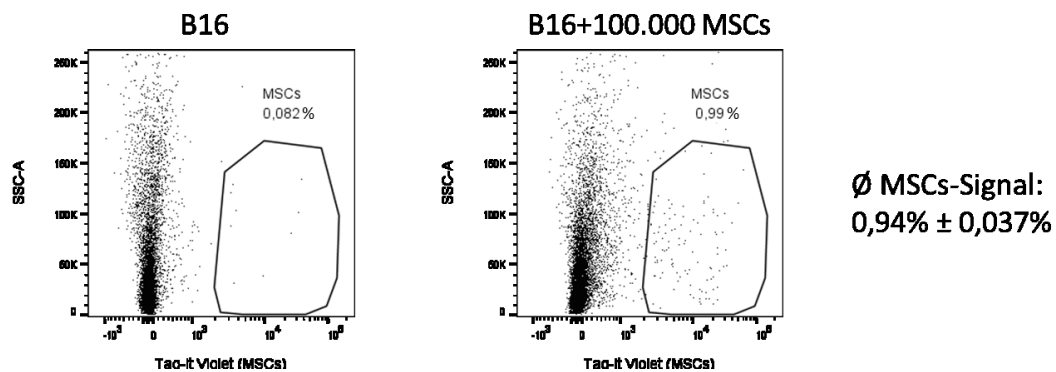 B16
250K
200K
150K
100K
50K
0
SSC-A
MSCs
0,082%
-10³ 0 10³ 10⁴ 10⁵
Tag-it Violet (MSCs)
B16+100.000 MSCs
250K
200K
150K
100K
50K
0
SSC-A
MSCs
0,99%
-10³ 0 10³ 10⁴ 10⁵
Tag-it Violet (MSCs)
Ø MSCs-Signal:
0,94% ± 0,037%